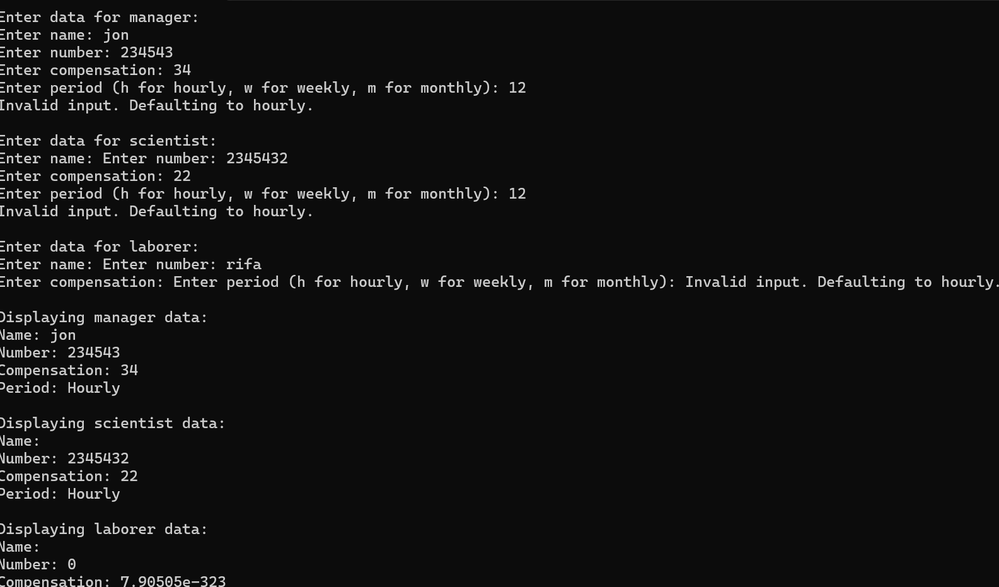 Enter data for manager:
Enter name: jon
Enter number: 234543
Enter compensation: 34
Enter period (h for hourly, w for weekly, m for monthly): 12
Invalid input. Defaulting to hourly.
Enter data for scientist:
Enter name: Enter number: 2345432
Enter compensation: 22
Enter period (h for hourly, w for weekly, m for monthly): 12
Invalid input. Defaulting to hourly.
Enter data for laborer:
Enter name: Enter number: rifa
Enter compensation: Enter period (h for hourly, w for weekly, m for monthly): Invalid input. Defaulting to hourly.
Displaying manager data:
Name: jon
Number: 234543
Compensation: 34
Period: Hourly
Displaying scientist data:
Name:
Number: 2345432
Compensation: 22
Period: Hourly
Displaying laborer data:
Name:
Number: 0
Compensation: 7.90505e-323